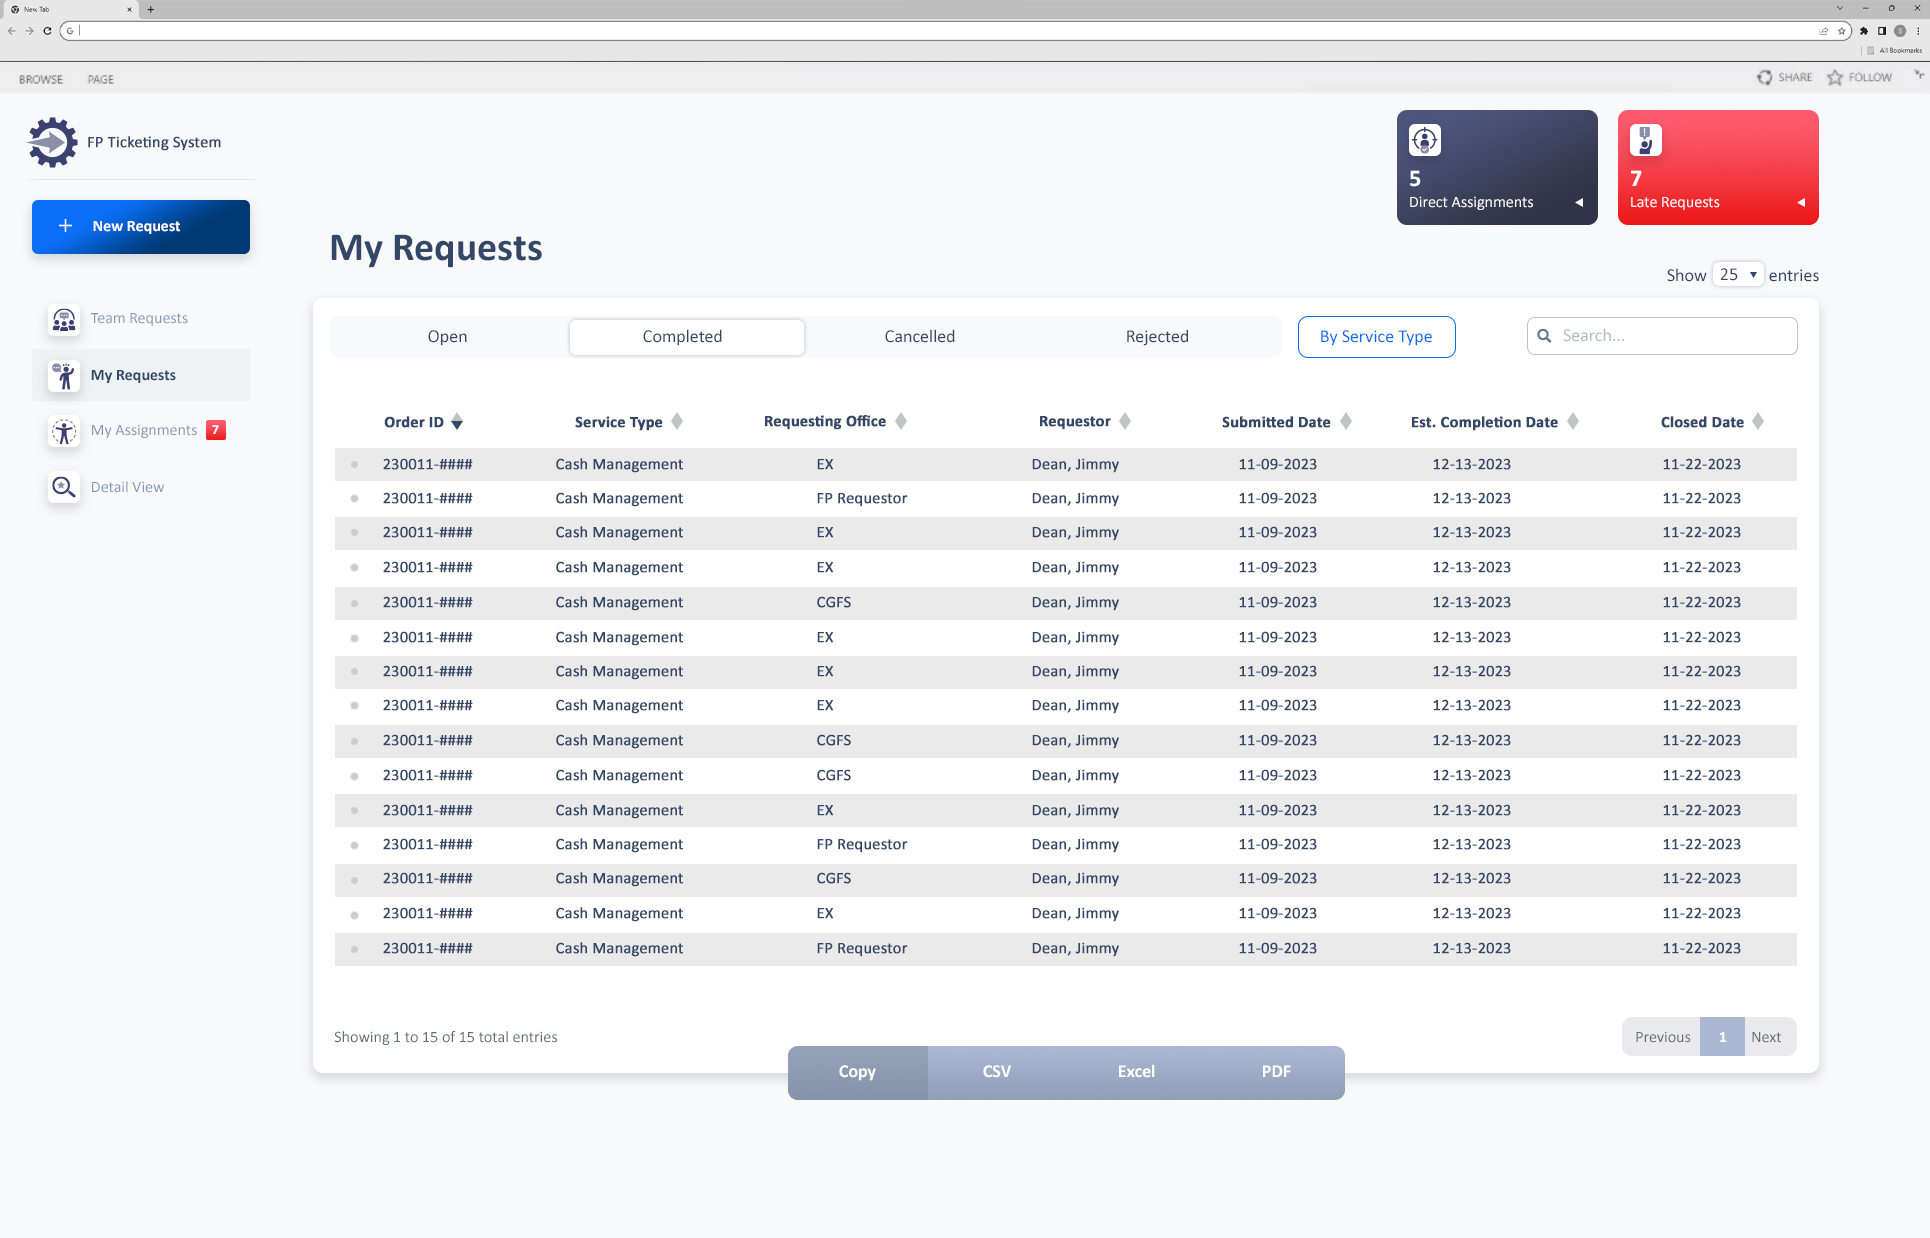 New Tab
All Bookmarks
BROWSE PAGE
SHARE FOLLOW
FP Ticketing System
New Request
Team Requests
My Requests
My Assignments 7
Detail View
5
Direct Assignments
7
Late Requests
My Requests
Show 25 entries
Open Completed Cancelled Rejected By Service Type Search...
Order ID Service Type Requesting Office Requestor Submitted Date Est. Completion Date Closed Date
230011-#### Cash Management EX Dean, Jimmy 11-09-2023 12-13-2023 11-22-2023
230011-#### Cash Management FP Requestor Dean, Jimmy 11-09-2023 12-13-2023 11-22-2023
230011-#### Cash Management EX Dean, Jimmy 11-09-2023 12-13-2023 11-22-2023
230011-#### Cash Management EX Dean, Jimmy 11-09-2023 12-13-2023 11-22-2023
230011-#### Cash Management CGFS Dean, Jimmy 11-09-2023 12-13-2023 11-22-2023
230011-#### Cash Management EX Dean, Jimmy 11-09-2023 12-13-2023 11-22-2023
230011-#### Cash Management EX Dean, Jimmy 11-09-2023 12-13-2023 11-22-2023
230011-#### Cash Management EX Dean, Jimmy 11-09-2023 12-13-2023 11-22-2023
230011-#### Cash Management CGFS Dean, Jimmy 11-09-2023 12-13-2023 11-22-2023
230011-#### Cash Management CGFS Dean, Jimmy 11-09-2023 12-13-2023 11-22-2023
230011-#### Cash Management EX Dean, Jimmy 11-09-2023 12-13-2023 11-22-2023
230011-#### Cash Management FP Requestor Dean, Jimmy 11-09-2023 12-13-2023 11-22-2023
230011-#### Cash Management CGFS Dean, Jimmy 11-09-2023 12-13-2023 11-22-2023
230011-#### Cash Management EX Dean, Jimmy 11-09-2023 12-13-2023 11-22-2023
230011-#### Cash Management FP Requestor Dean, Jimmy 11-09-2023 12-13-2023 11-22-2023
Showing 1 to 15 of 15 total entries
Previous 1 Next
Copy CSV Excel PDF